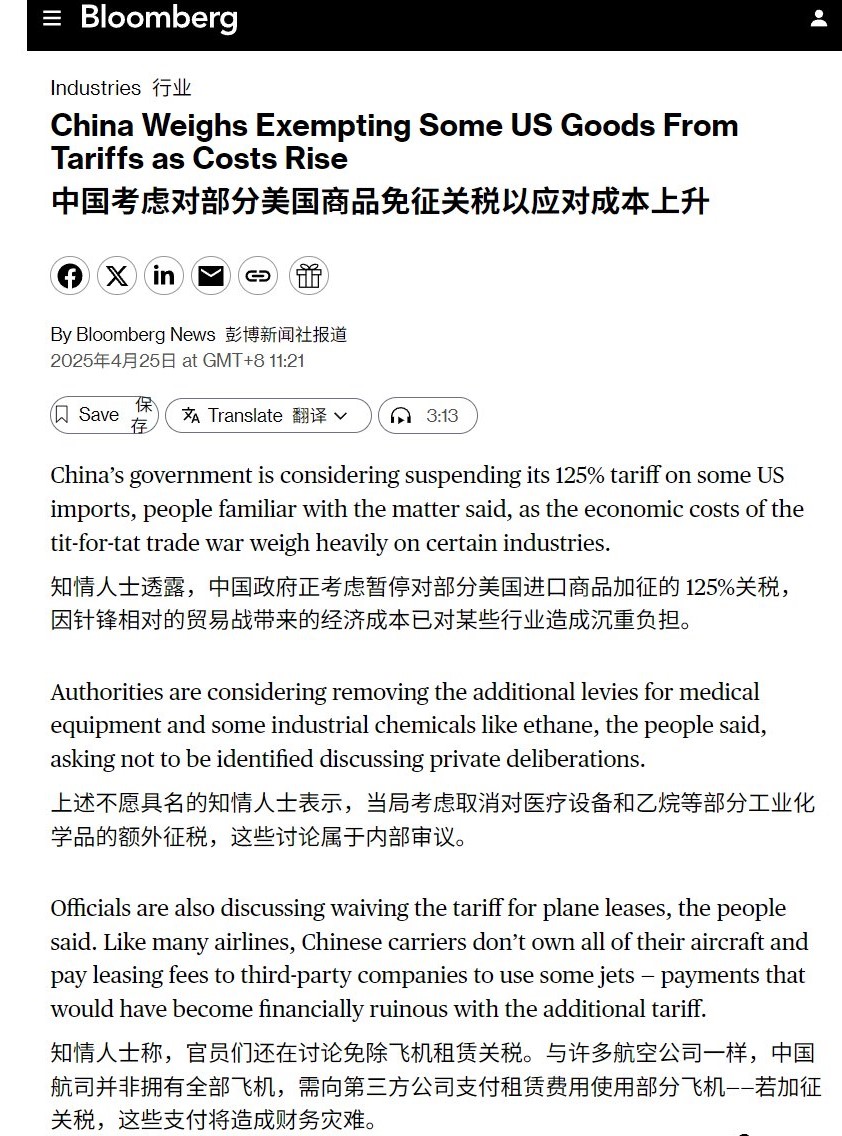 Bloomberg
Industries 行业
China Weighs Exempting Some US Goods From
Tariffs as Costs Rise
中国考虑对部分美国商品免征关税以应对成本上升
By Bloomberg News 彭博新闻社报道
2025年4月25日 at GMT+8 11:21
Save 保存
Translate 翻译
3:13
China’s government is considering suspending its 125% tariff on some US
imports, people familiar with the matter said, as the economic costs of the
tit-for-tat trade war weigh heavily on certain industries.
知情人士透露，中国政府正考虑暂停对部分美国进口商品加征的 125%关税，
因针锋相对的贸易战带来的经济成本已对某些行业造成沉重负担。
Authorities are considering removing the additional levies for medical
equipment and some industrial chemicals like ethane, the people said,
asking not to be identified discussing private deliberations.
上述不愿具名的知情人士表示，当局考虑取消对医疗设备和乙烷等部分工业化
学品的额外征税，这些讨论属于内部审议。
Officials are also discussing waiving the tariff for plane leases, the people
said. Like many airlines, Chinese carriers don’t own all of their aircraft and
pay leasing fees to third-party companies to use some jets – payments that
would have become financially ruinous with the additional tariff.
知情人士称，官员们还在讨论免除飞机租赁关税。与许多航空公司一样，中国
航司并非拥有全部飞机，需向第三方公司支付租赁费用使用部分飞机——若加征
关税，这些支付将造成财务灾难。